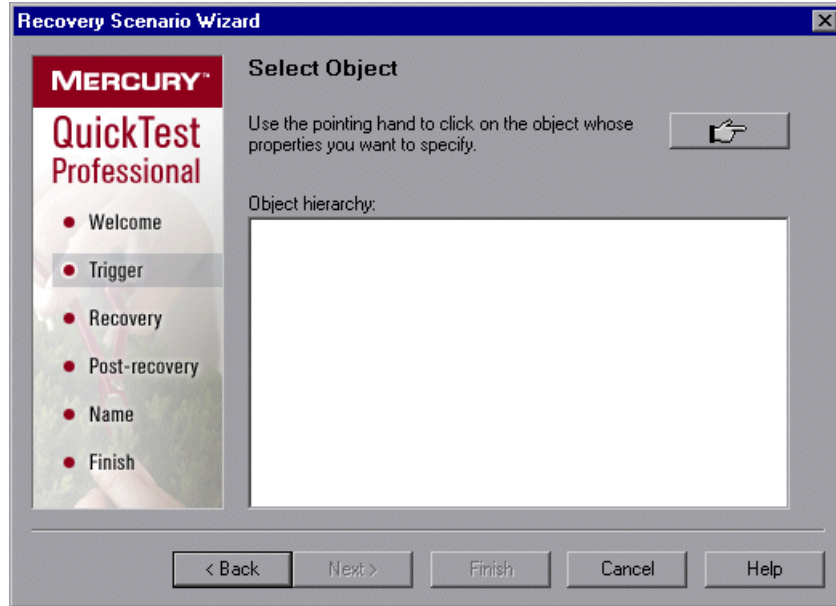 Recovery Scenario Wizard
MERCURY™
QuickTest
Professional
Welcome
Trigger
Recovery
Post-recovery
Name
Finish
Select Object
Use the pointing hand to click on the object whose
properties you want to specify.
Object hierarchy:
< Back
Next >
Finish
Cancel
Help